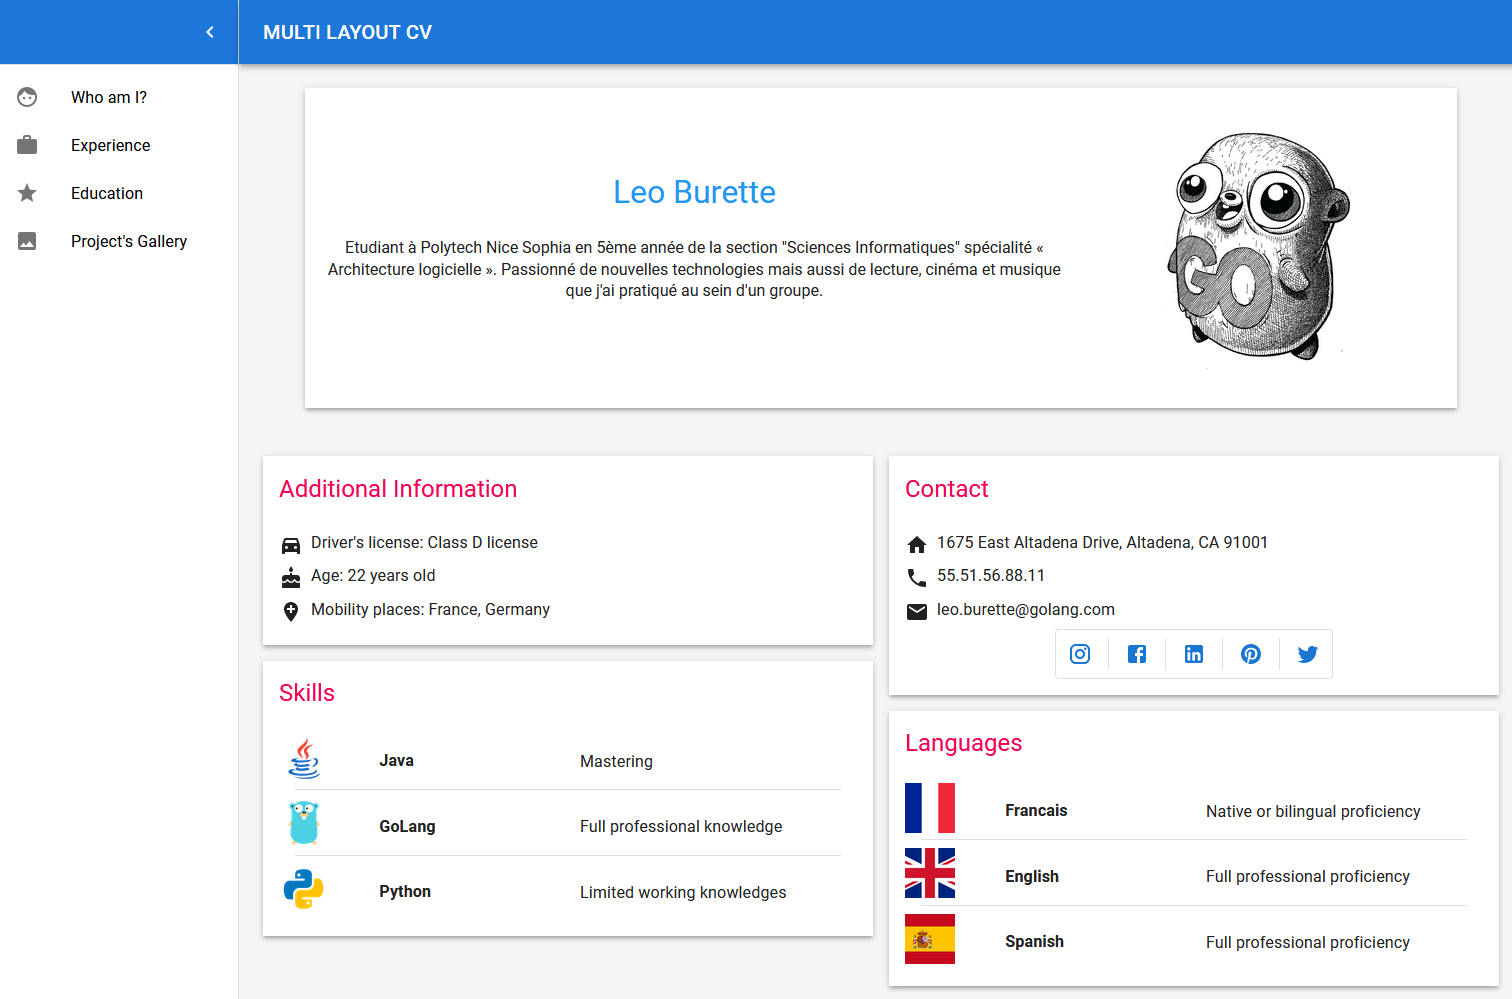 MULTI LAYOUT CV
Who am I?
Experience
Education
Project's Gallery
Leo Burette
Etudiant à Polytech Nice Sophia en 5ème année de la section "Sciences Informatiques" spécialité «
Architecture logicielle ». Passionné de nouvelles technologies mais aussi de lecture, cinéma et musique
que j'ai pratiqué au sein d'un groupe.
GO
Additional Information
Driver's license: Class D license
Age: 22 years old
Mobility places: France, Germany
Skills
Java Mastering
GoLang Full professional knowledge
Python Limited working knowledges
Contact
1675 East Altadena Drive, Altadena, CA 91001
55.51.56.88.11
leo.burette@golang.com
Languages
Francais Native or bilingual proficiency
English Full professional proficiency
Spanish Full professional proficiency